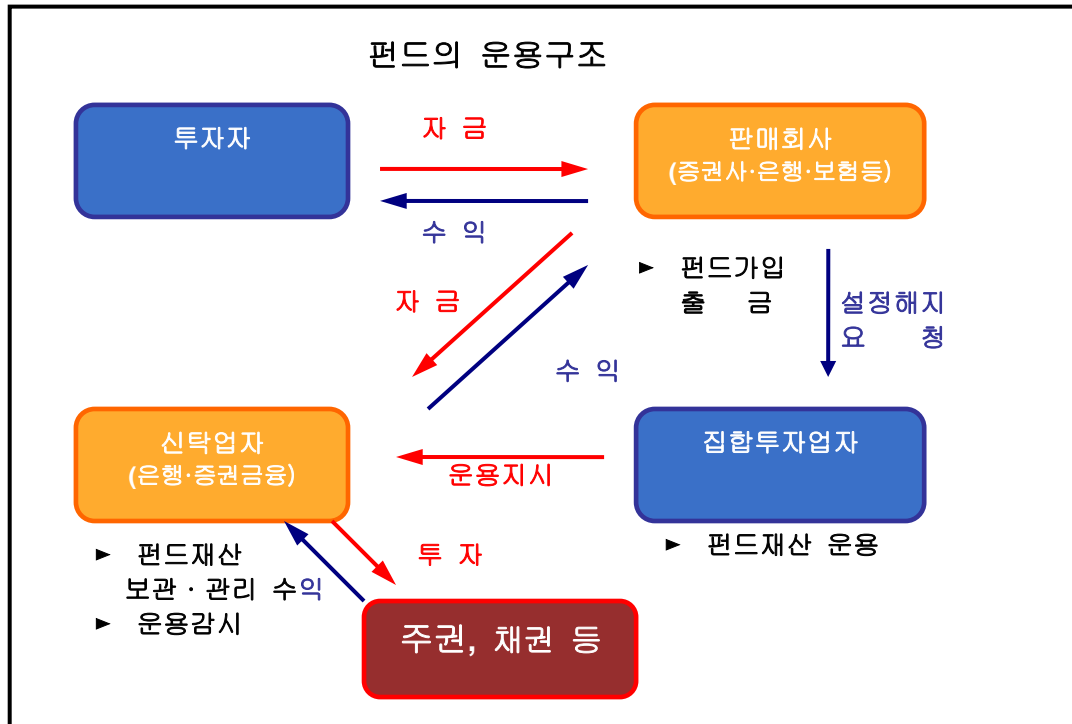 펀드의 운용구조
투자자
자 금
판매회사
(증권사·은행·보험등)
수 익
자 금
► 펀드가입
출 금
설정해지
요 청
수 익
신탁업자
(은행·증권금융)
운용지시
집합투자업자
► 펀드재산 운용
► 펀드재산
보관 · 관리 수익
► 운용감시
투 자
주권, 채권 등